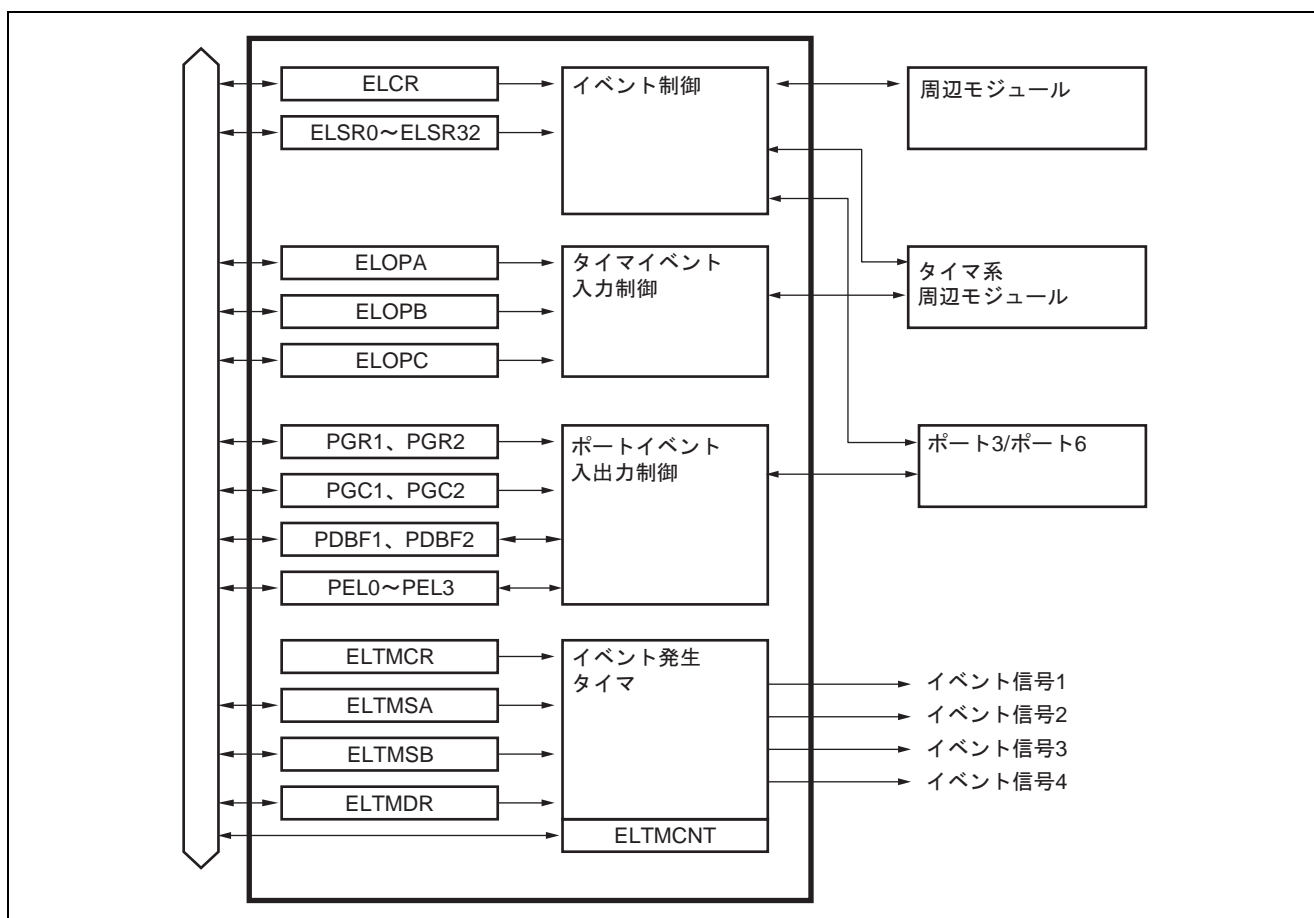 ELCR
ELSR0～ELSR32
イベント制御
周辺モジュール
ELOPA
ELOPB
ELOPC
タイマイベント
入力制御
タイマ系
周辺モジュール
PGR1、PGR2
PGC1、PGC2
PDBF1、PDBF2
PEL0～PEL3
ポートイベント
入出力制御
ポート3/ポート6
ELTMCR
ELTMSA
ELTMSB
ELTMDR
イベント発生
タイマ
ELTMCNT
イベント信号1
イベント信号2
イベント信号3
イベント信号4